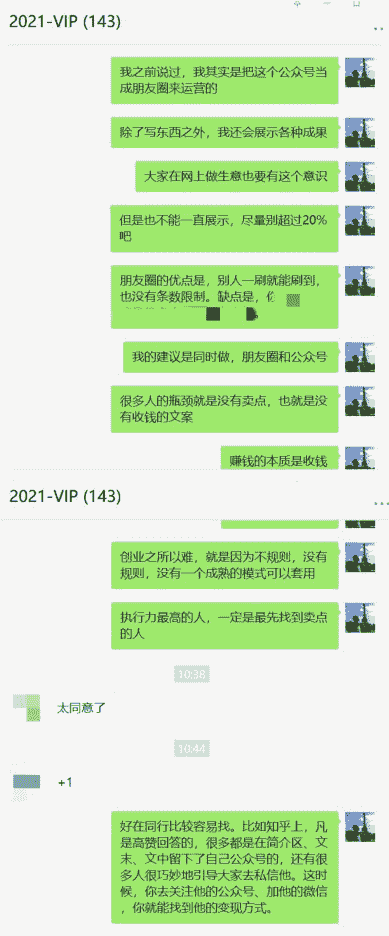 2021-VIP (143)
我之前说过，我其实是把这个公众号当
成朋友圈来运营的
除了写东西之外，我还会展示各种成果
大家在网上做生意也要有这个意识
但是也不能一直展示，尽量别超过20%
吧
朋友圈的优点是，别人一刷就能刷到，
也没有条数限制。缺点是，
我的建议是同时做，朋友圈和公众号
很多人的瓶颈就是没有卖点，也就是没
有收钱的文案
赚钱的本质是收钱
2021-VIP (143)
创业之所以难，就是因为不规则，没有
规则，没有一个成熟的模式可以套用
执行力最高的人，一定是最先找到卖点
的人
10:38
太同意了
10:44
+1
好在同行比较容易找。比如知乎上，凡
是高赞回答的，很多都是在简介区、文
末、文中留下了自己公众号的，还有很
多人很巧妙地引导大家去私信他。这时
候，你去关注他的公众号、加他的微信
，你就能找到他的变现方式。